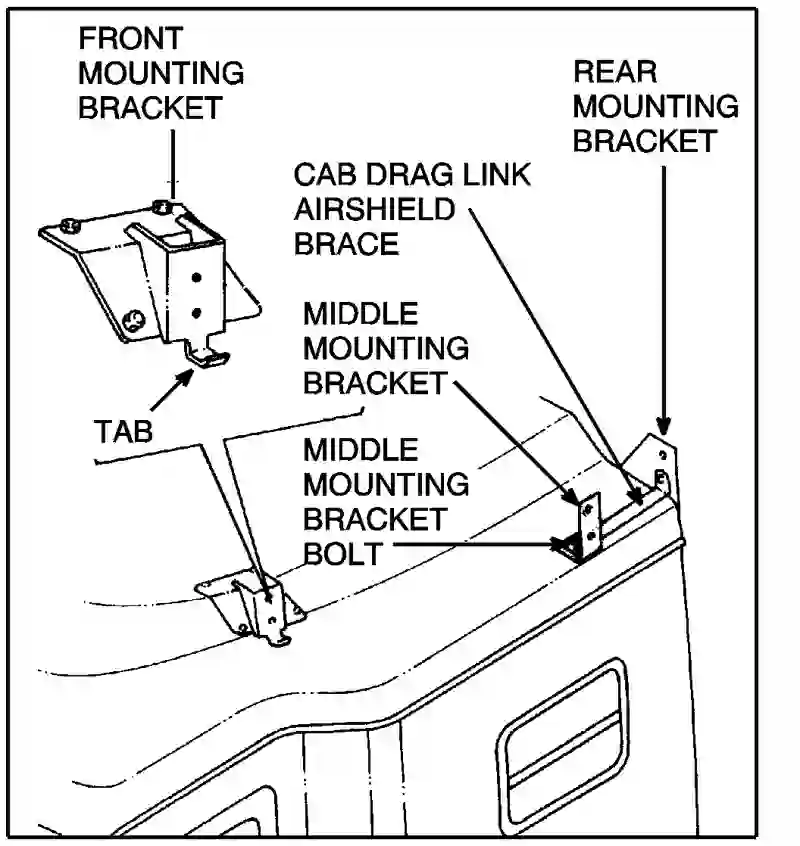 FRONT
MOUNTING
BRACKET
REAR
MOUNTING
BRACKET
CAB DRAG LINK
AIRSHIELD
BRACE
MIDDLE
MOUNTING
BRACKET
TAB
MIDDLE
MOUNTING
BRACKET
BOLT